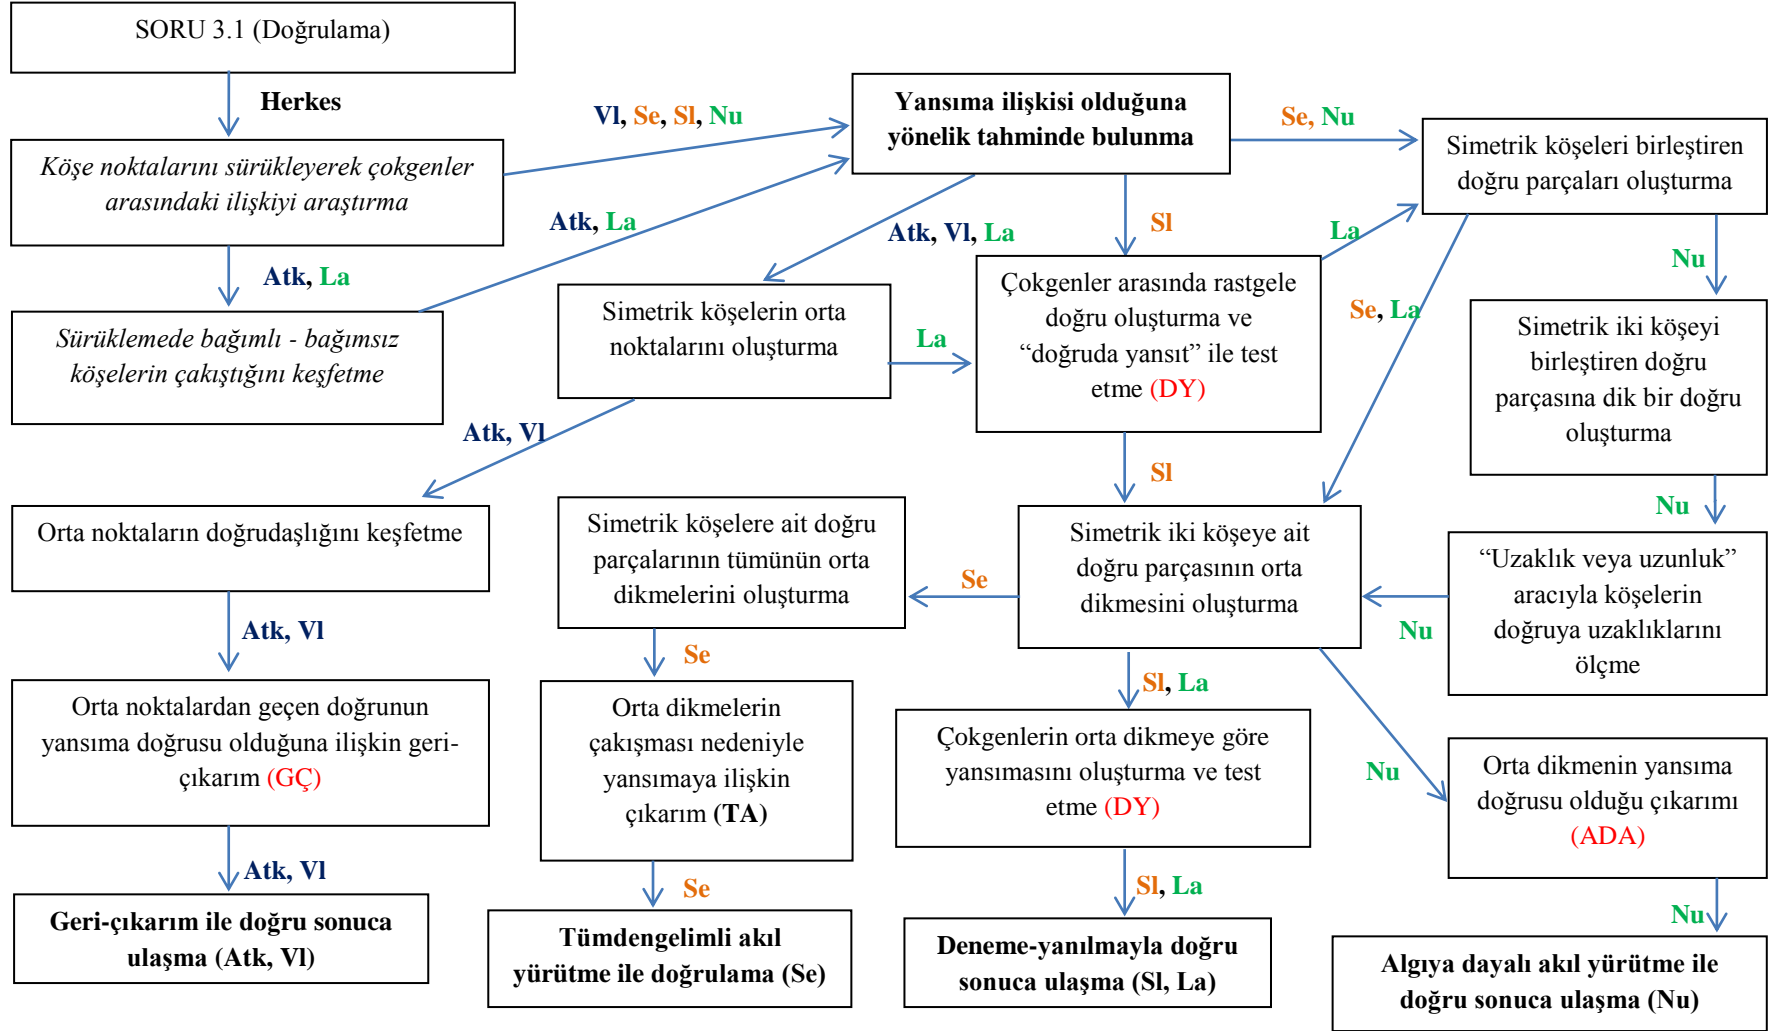 SORU 3.1 (Doğrulama)
Herkes
Köşe noktalarını sürükleyerek çokgenler
arasındaki ilişkiyi araştırma
Vl, Se, Sl, Nu
Atk, La
Sürüklemede bağımlı - bağımsız
köşelerin çakıştığını keşfetme
Atk, La
Yansıma ilişkisi olduğuna
yönelik tahminde bulunma
Se, Nu
Simetrik köşeleri birleştiren
doğru parçaları oluşturma
Atk, Vl, La
Sl
La
Nu
Simetrik köşelerin orta
noktalarını oluşturma
La
Çokgenler arasında rastgele
doğru oluşturma ve
“doğruda yansıt” ile test
etme (DY)
Se, La
Simetrik iki köşeyi
birleştiren doğru
parçasına dik bir doğru
oluşturma
Atk, Vl
Sl
Nu
Orta noktaların doğrudaşlığını keşfetme
Simetrik köşelere ait doğru
parçalarının tümünün orta
dikmelerini oluşturma
Se
Simetrik iki köşeye ait
doğru parçasının orta
dikmesini oluşturma
Nu
“Uzaklık veya uzunluk”
aracıyla köşelerin
doğruya uzaklıklarını
ölçme
Atk, Vl
Se
Sl, La
Nu
Orta noktalardan geçen doğrunun
yansıma doğrusu olduğuna ilişkin geri-
çıkarım (GÇ)
Orta dikmelerin
çakışması nedeniyle
yansımaya ilişkin
çıkarım (TA)
Çokgenlerin orta dikmeye göre
yansımasını oluşturma ve test
etme (DY)
Orta dikmenin yansıma
doğrusu olduğu çıkarımı
(ADA)
Atk, Vl
Se
Sl, La
Nu
Geri-çıkarım ile doğru sonuca
ulaşma (Atk, Vl)
Tümdengelimli akıl
yürütme ile doğrulama (Se)
Deneme-yanılmayla doğru
sonuca ulaşma (Sl, La)
Algıya dayalı akıl yürütme ile
doğru sonuca ulaşma (Nu)